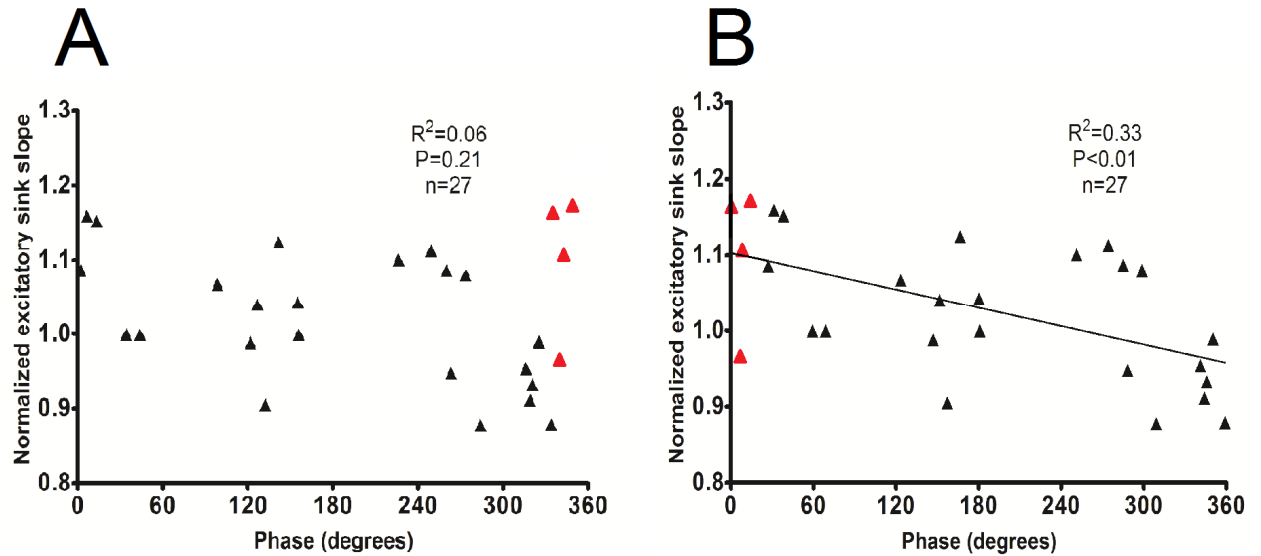 A
Normalized excitatory sink slope
1.3
1.2
1.1
1.0
0.9
0.8
R²=0.06
P=0.21
n=27
0 60 120 180 240 300 360
Phase (degrees)
B
Normalized excitatory sink slope
1.3
1.2
1.1
1.0
0.9
0.8
R²=0.33
P<0.01
n=27
0 60 120 180 240 300 360
Phase (degrees)